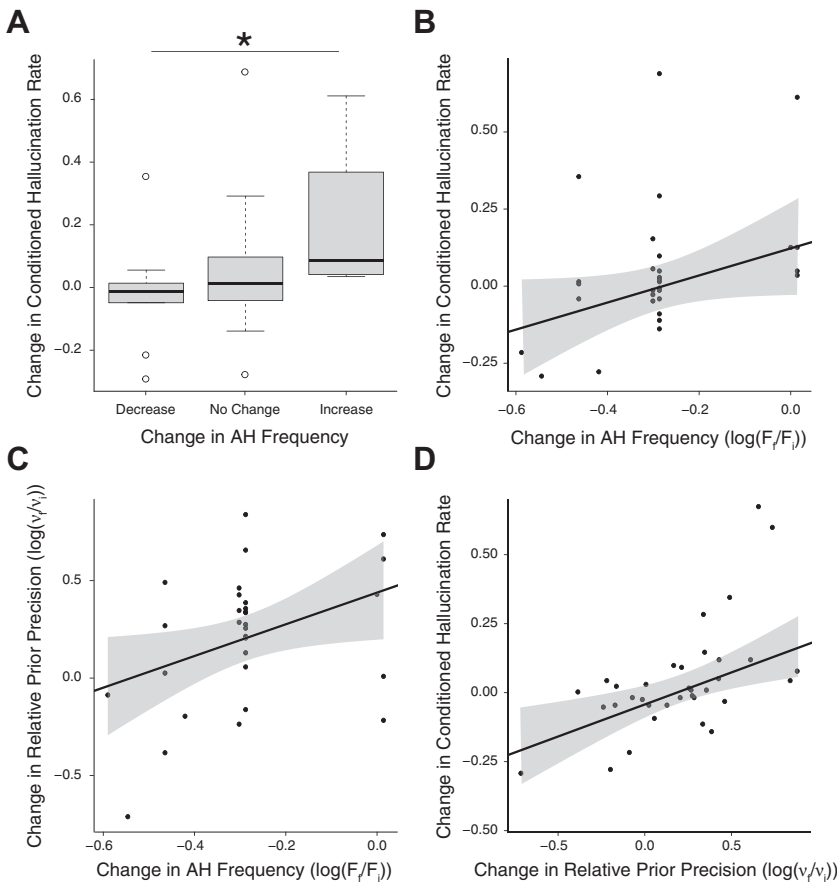 A
*
Change in Conditioned Hallucination Rate
0.6
0.4
0.2
0.0
−0.2
Decrease
No Change
Increase
Change in AH Frequency
B
Change in Conditioned Hallucination Rate
0.50
0.25
0.00
−0.25
−0.6
−0.4
−0.2
0.0
Change in AH Frequency (log(Ff/Fi))
C
Change in Relative Prior Precision (log(νf/νi))
0.5
0.0
−0.5
−0.6
−0.4
−0.2
0.0
Change in AH Frequency (log(Ff/Fi))
D
Change in Conditioned Hallucination Rate
0.50
0.25
0.00
−0.25
−0.50
−0.5
0.0
0.5
Change in Relative Prior Precision (log(νf/νi))